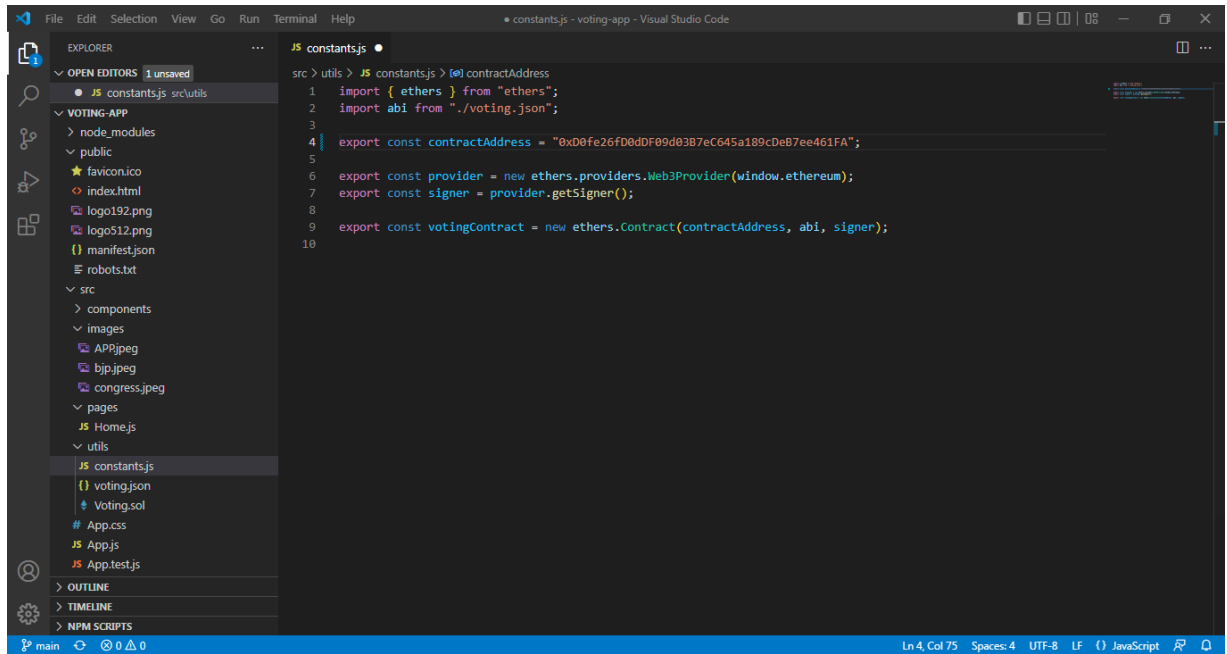 File Edit Selection View Go Run Terminal Help
● constants.js - voting-app - Visual Studio Code
EXPLORER
1
OPEN EDITORS 1 unsaved
● JS constants.js src\utils
VOTING-APP
node_modules
public
favicon.ico
index.html
logo192.png
logo512.png
{} manifest.json
robots.txt
src
components
images
APP.jpeg
bjp.jpeg
congress.jpeg
pages
JS Home.js
utils
JS constants.js
{} voting.json
Voting.sol
# App.css
JS App.js
JS App.test.js
OUTLINE
TIMELINE
NPM SCRIPTS
JS constants.js ●
src > utils > JS constants.js > contractAddress
1 import { ethers } from "ethers";
2 import abi from "./voting.json";
3
4 export const contractAddress = "0xD0fe26fD0dDF09d03B7eC645a189cDeB7ee461FA";
5
6 export const provider = new ethers.providers.Web3Provider(window.ethereum);
7 export const signer = provider.getSigner();
8
9 export const votingContract = new ethers.Contract(contractAddress, abi, signer);
10
main 0 0 Ln 4, Col 75 Spaces: 4 UTF-8 LF {} JavaScript